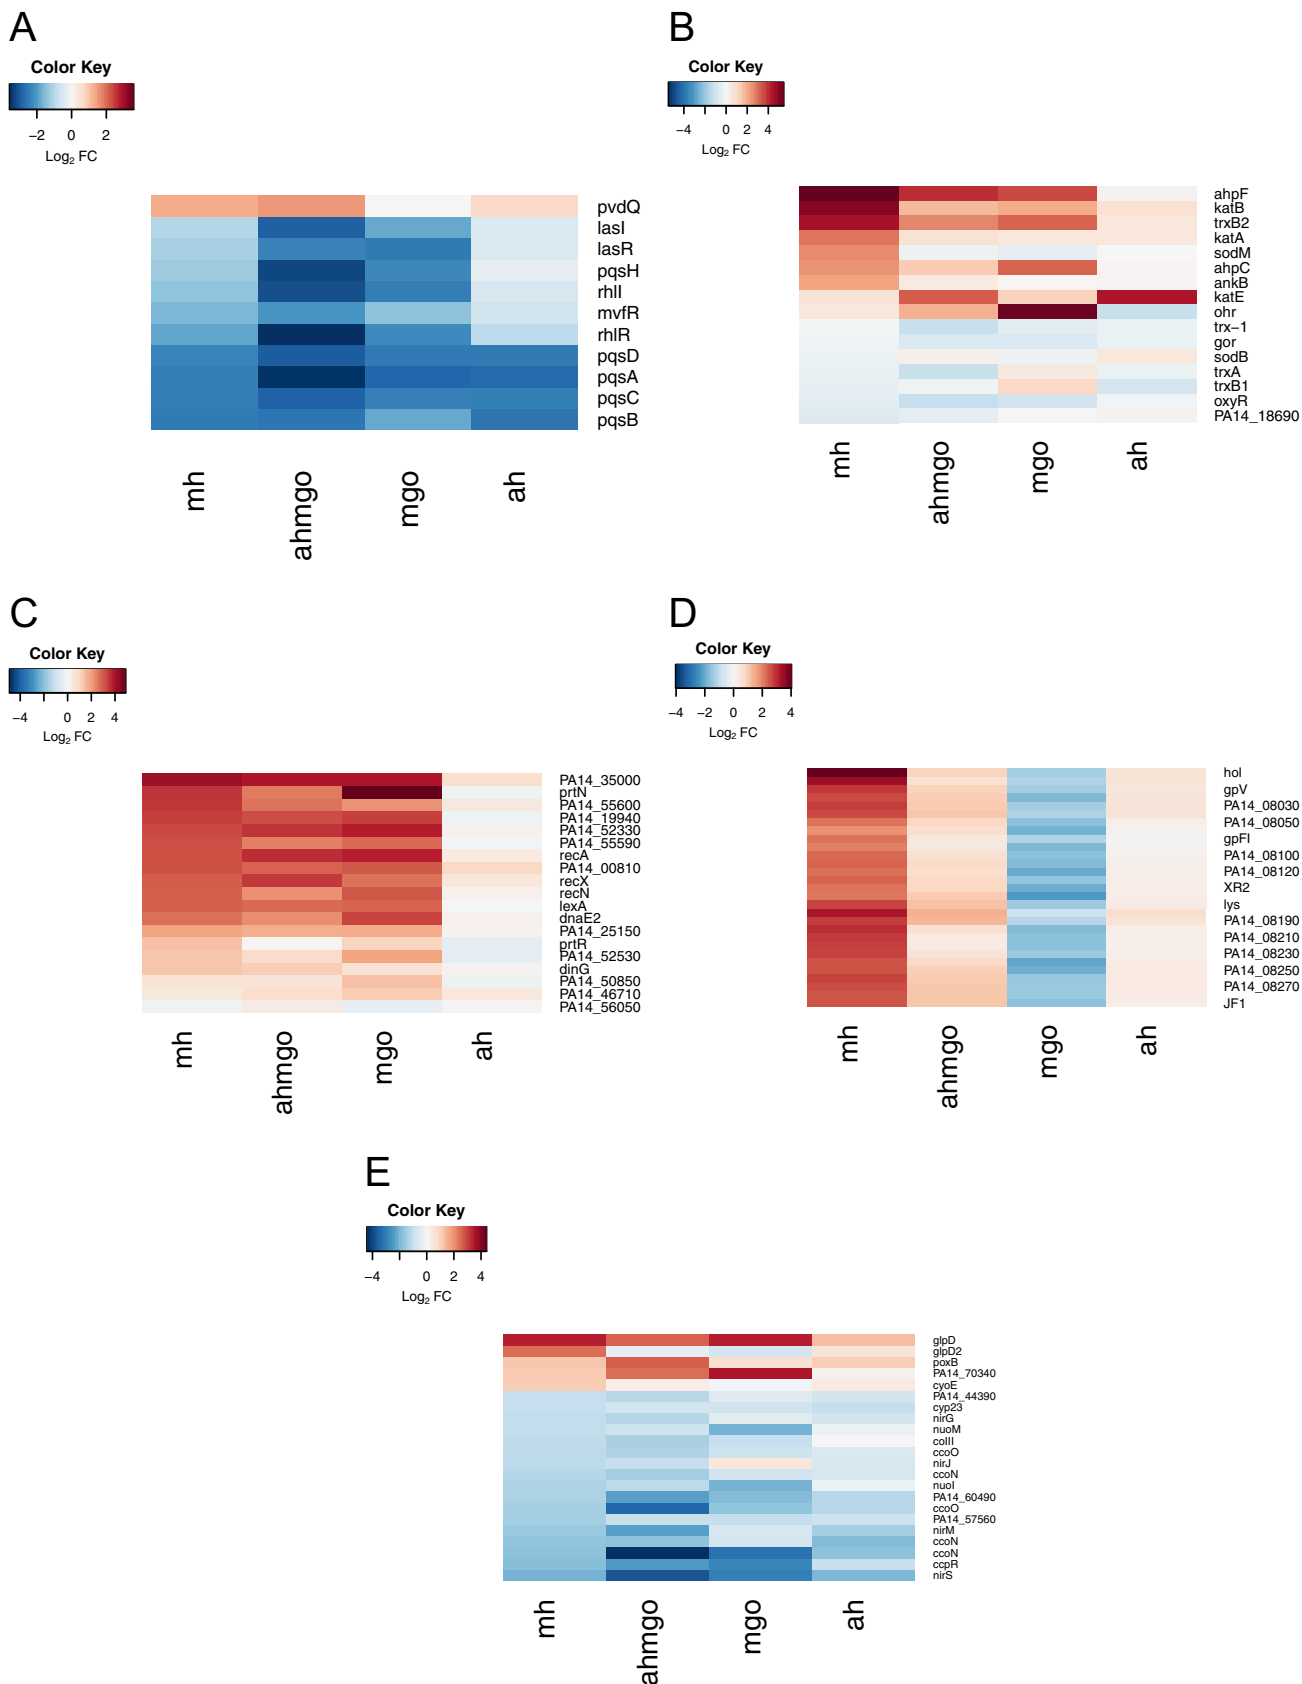 A
Color Key
−2 0 2
Log2 FC
pvdQ
lasI
lasR
pqsH
rhlI
mvfR
rhlR
pqsD
pqsA
pqsC
pqsB
mh
ahmgo
mgo
ah
B
Color Key
−4 0 2 4
Log2 FC
ahpF
katB
trxB2
katA
sodM
ahpC
ankB
katE
ohr
trx−1
gor
sodB
trxA
trxB1
oxyR
PA14_18690
mh
ahmgo
mgo
ah
C
Color Key
−4 0 2 4
Log2 FC
PA14_35000
prtN
PA14_55600
PA14_19940
PA14_52330
PA14_55590
recA
PA14_00810
recX
recN
lexA
dnaE2
PA14_25150
prtR
PA14_52530
dinG
PA14_50850
PA14_46710
PA14_56050
mh
ahmgo
mgo
ah
D
Color Key
−4 −2 0 2 4
Log2 FC
hol
gpV
PA14_08030
PA14_08050
gpFI
PA14_08100
PA14_08120
XR2
lys
PA14_08190
PA14_08210
PA14_08230
PA14_08250
PA14_08270
JF1
mh
ahmgo
mgo
ah
E
Color Key
−4 0 2 4
Log2 FC
glpD
glpD2
poxB
PA14_70340
cyoE
PA14_44390
cyp23
nirG
nuoM
coIII
ccoO
nirJ
ccoN
nuoI
PA14_60490
ccoO
PA14_57560
nirM
ccoN
ccoN
ccpR
nirS
mh
ahmgo
mgo
ah